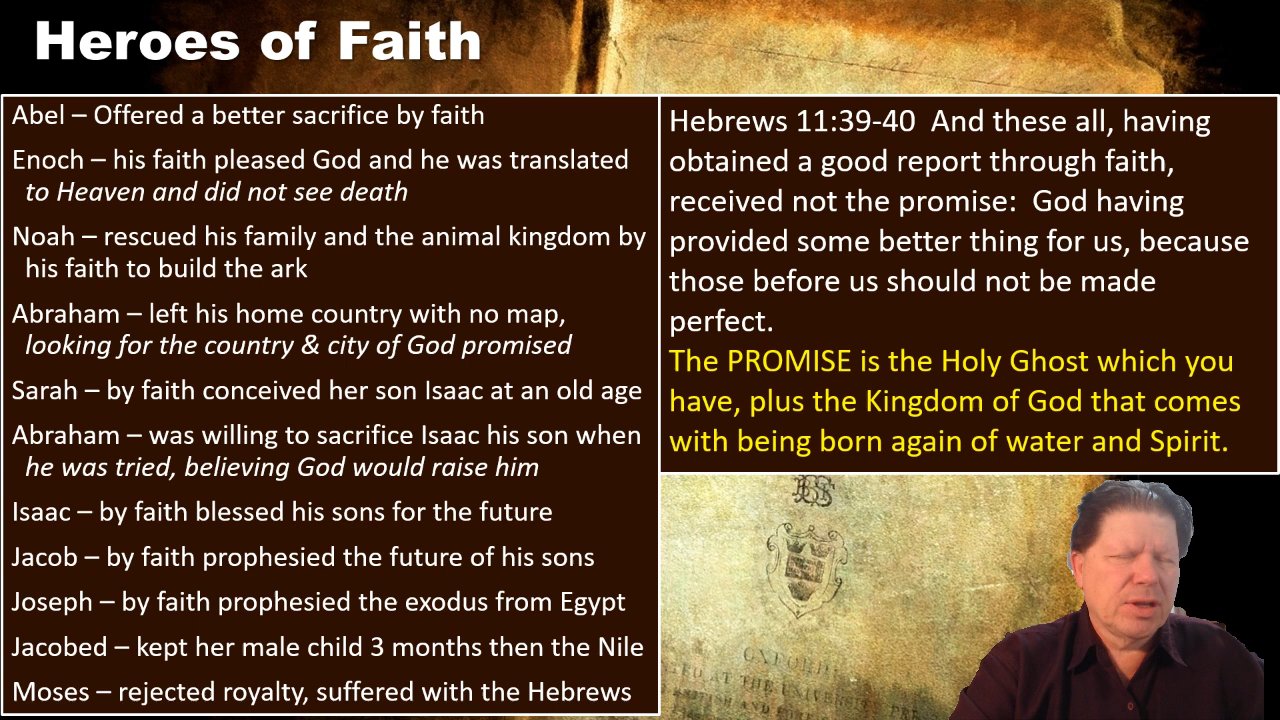 Heroes of Faith
Abel – Offered a better sacrifice by faith
Enoch – his faith pleased God and he was translated
to Heaven and did not see death
Noah – rescued his family and the animal kingdom by
his faith to build the ark
Abraham – left his home country with no map,
looking for the country & city of God promised
Sarah – by faith conceived her son Isaac at an old age
Abraham – was willing to sacrifice Isaac his son when
he was tried, believing God would raise him
Isaac – by faith blessed his sons for the future
Jacob – by faith prophesied the future of his sons
Joseph – by faith prophesied the exodus from Egypt
Jacobed – kept her male child 3 months then the Nile
Moses – rejected royalty, suffered with the Hebrews
Hebrews 11:39-40  And these all, having
obtained a good report through faith,
received not the promise:  God having
provided some better thing for us, because
those before us should not be made
perfect.
The PROMISE is the Holy Ghost which you
have, plus the Kingdom of God that comes
with being born again of water and Spirit.
OXFORD:
AT THE UNIVERSITY